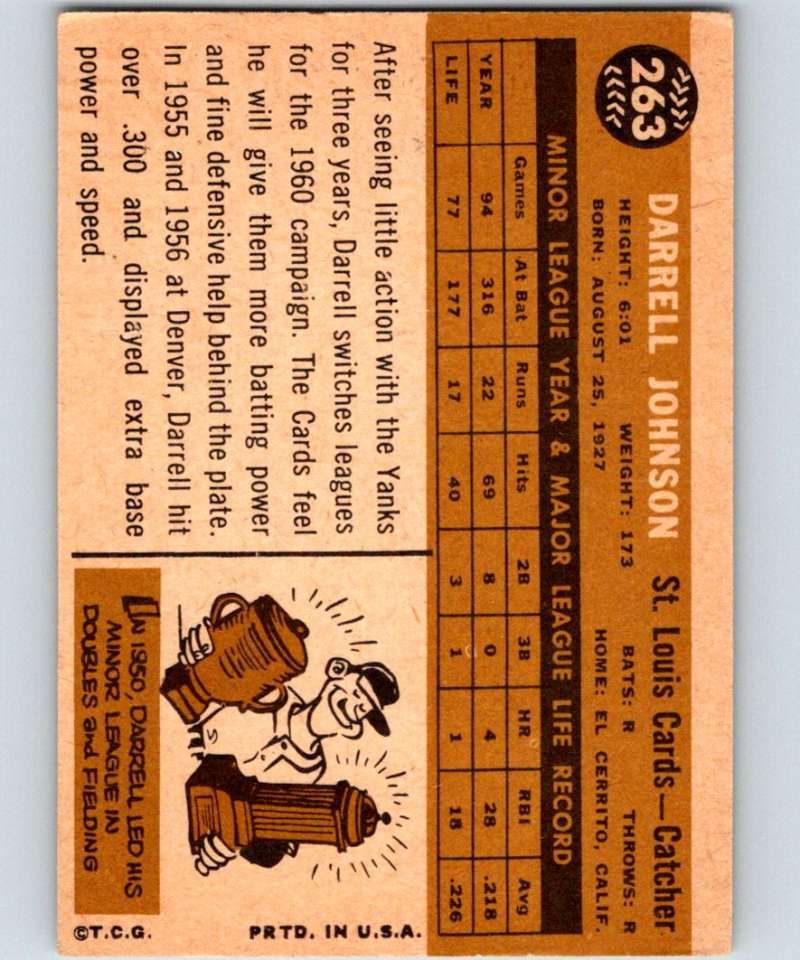 263
DARRELL JOHNSON St. Louis Cards—Catcher
HEIGHT: 6:01 WEIGHT: 173 BATS: R THROWS: R
BORN: AUGUST 25, 1927 HOME: EL CERRITO, CALIF.
MINOR LEAGUE YEAR & MAJOR LEAGUE LIFE RECORD
Games At Bat Runs Hits 2B 3B HR RBI Avg
YEAR 94 316 22 69 8 0 4 28 .218
LIFE 77 177 17 40 3 1 1 18 .226
After seeing little action with the Yanks
for three years, Darrell switches leagues
for the 1960 campaign. The Cards feel
he will give them more batting power
and fine defensive help behind the plate.
In 1955 and 1956 at Denver, Darrell hit
over .300 and displayed extra base
power and speed.
IN 1950, DARRELL LED HIS
MINOR LEAGUE IN
DOUBLES and FIELDING
©T.C.G. PRTD. IN U.S.A.